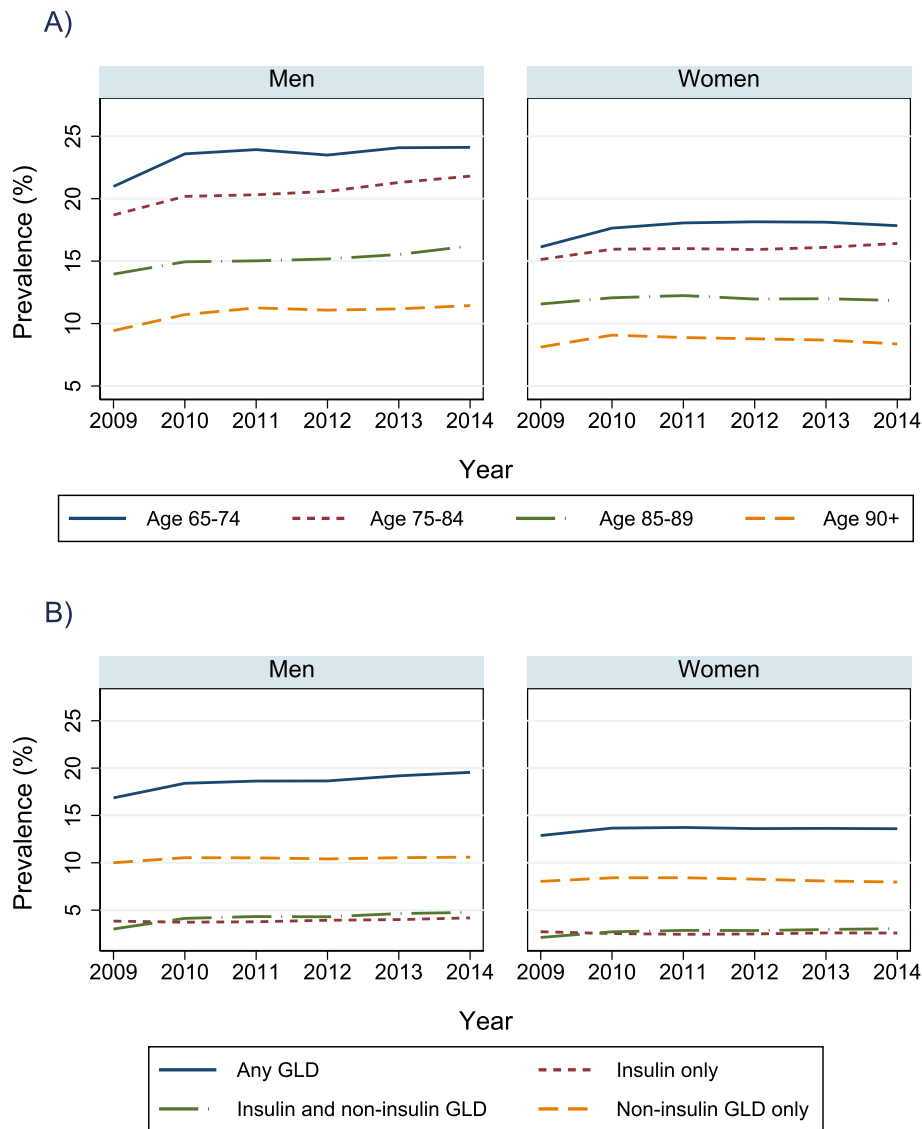 A)
Men Women
Prevalence (%)
25
20
15
10
5
2009 2010 2011 2012 2013 2014 2009 2010 2011 2012 2013 2014
Year
Age 65-74 Age 75-84 Age 85-89 Age 90+
B)
Men Women
Prevalence (%)
25
20
15
10
5
2009 2010 2011 2012 2013 2014 2009 2010 2011 2012 2013 2014
Year
Any GLD Insulin only
Insulin and non-insulin GLD Non-insulin GLD only